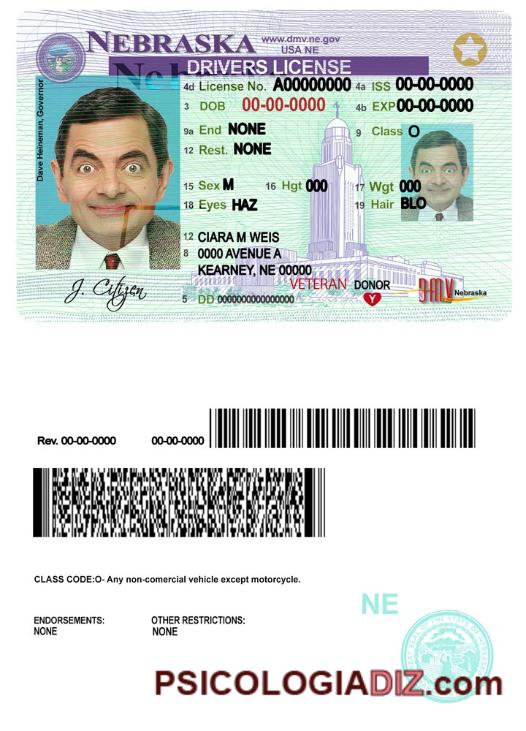 NEBRASKA www.dmv.ne.gov
USA NE
DRIVERS LICENSE
Dave Heineman, Governor
4d License No. A00000000 4a ISS 00-00-0000
3 DOB 00-00-0000 4b EXP 00-00-0000
9a End NONE 9 Class O
12 Rest. NONE
15 Sex M 16 Hgt 000 17 Wgt 000
18 Eyes HAZ 19 Hair BLO
12 CIARA M WEIS
8 0000 AVENUE A
KEARNEY, NE 00000
VETERAN DONOR
J. Citizen
5 DD 0000000000000000
Y
DMV Nebraska
Rev. 00-00-0000 00-00-0000
CLASS CODE:O- Any non-comercial vehicle except motorcycle.
NE
ENDORSEMENTS: OTHER RESTRICTIONS:
NONE NONE
PSICOLOGIADIZ.com